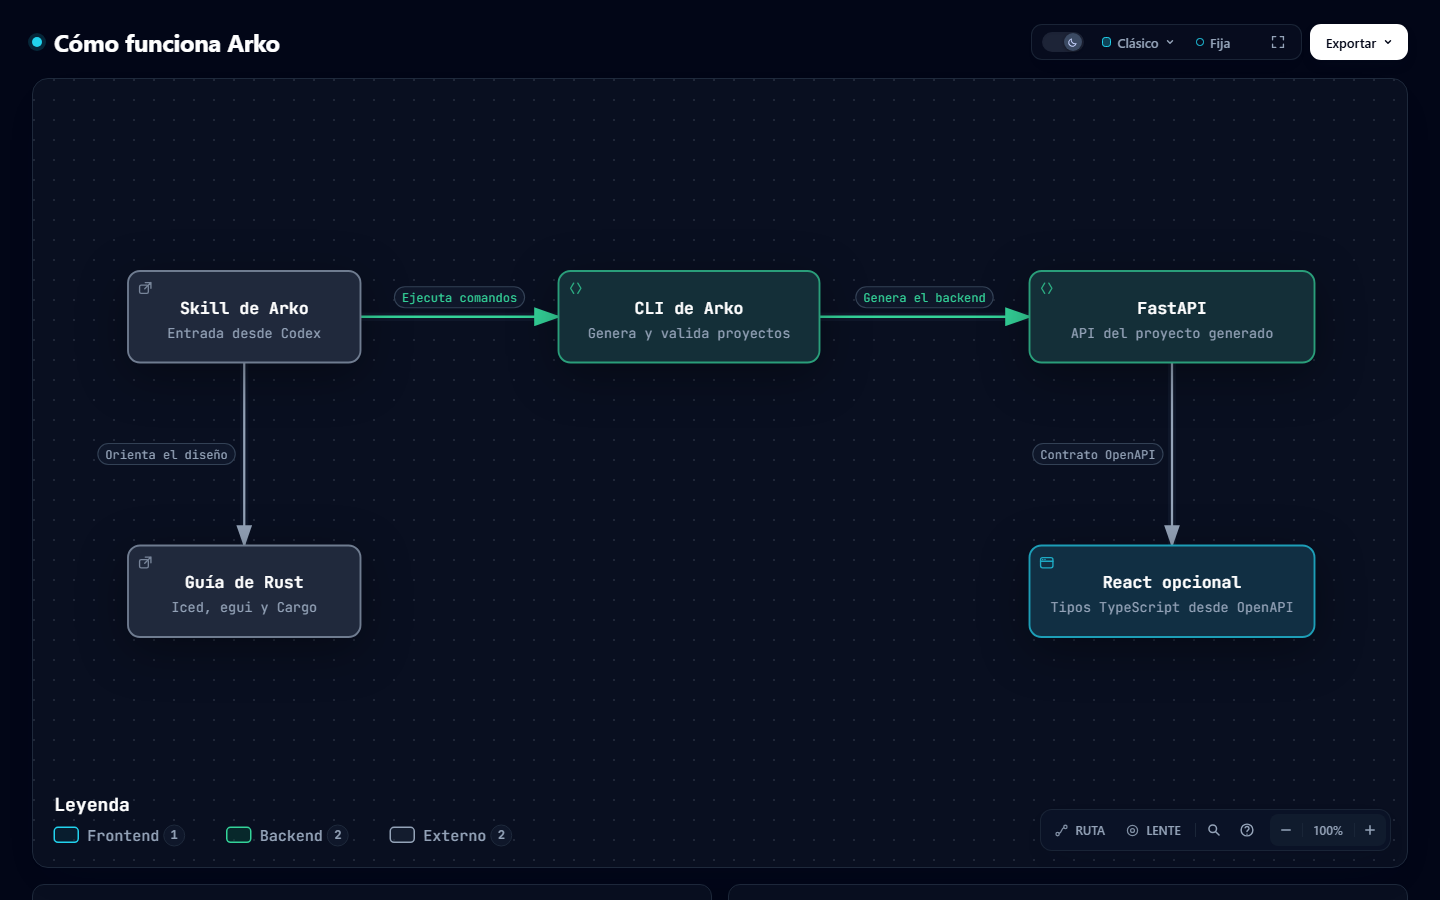 Cómo funciona Arko
Clásico
Fija
Exportar
Skill de Arko
Entrada desde Codex
Ejecuta comandos
CLI de Arko
Genera y valida proyectos
Genera el backend
FastAPI
API del proyecto generado
Orienta el diseño
Contrato OpenAPI
Guía de Rust
Iced, egui y Cargo
React opcional
Tipos TypeScript desde OpenAPI
Leyenda
Frontend 1
Backend 2
Externo 2
RUTA
LENTE
100%